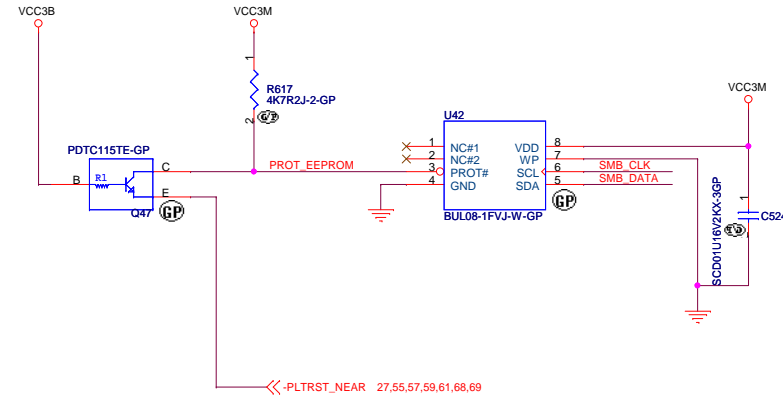 VCC3B
VCC3M
1
R617
4K7R2J-2-GP
2
G/P
VCC3M
PDTC115TE-GP
C
B
R1
E
Q47
GP
PROT_EEPROM
U42
1 NC#1
2 NC#2
3 PROT#
4 GND
VDD 8
WP 7
SCL 6
SDA 5
SMB_CLK
SMB_DATA
GP
BUL08-1FVJ-W-GP
1
C524
SCD01U16V2KX-3GP
-PLTRST_NEAR 27,55,57,59,61,68,69